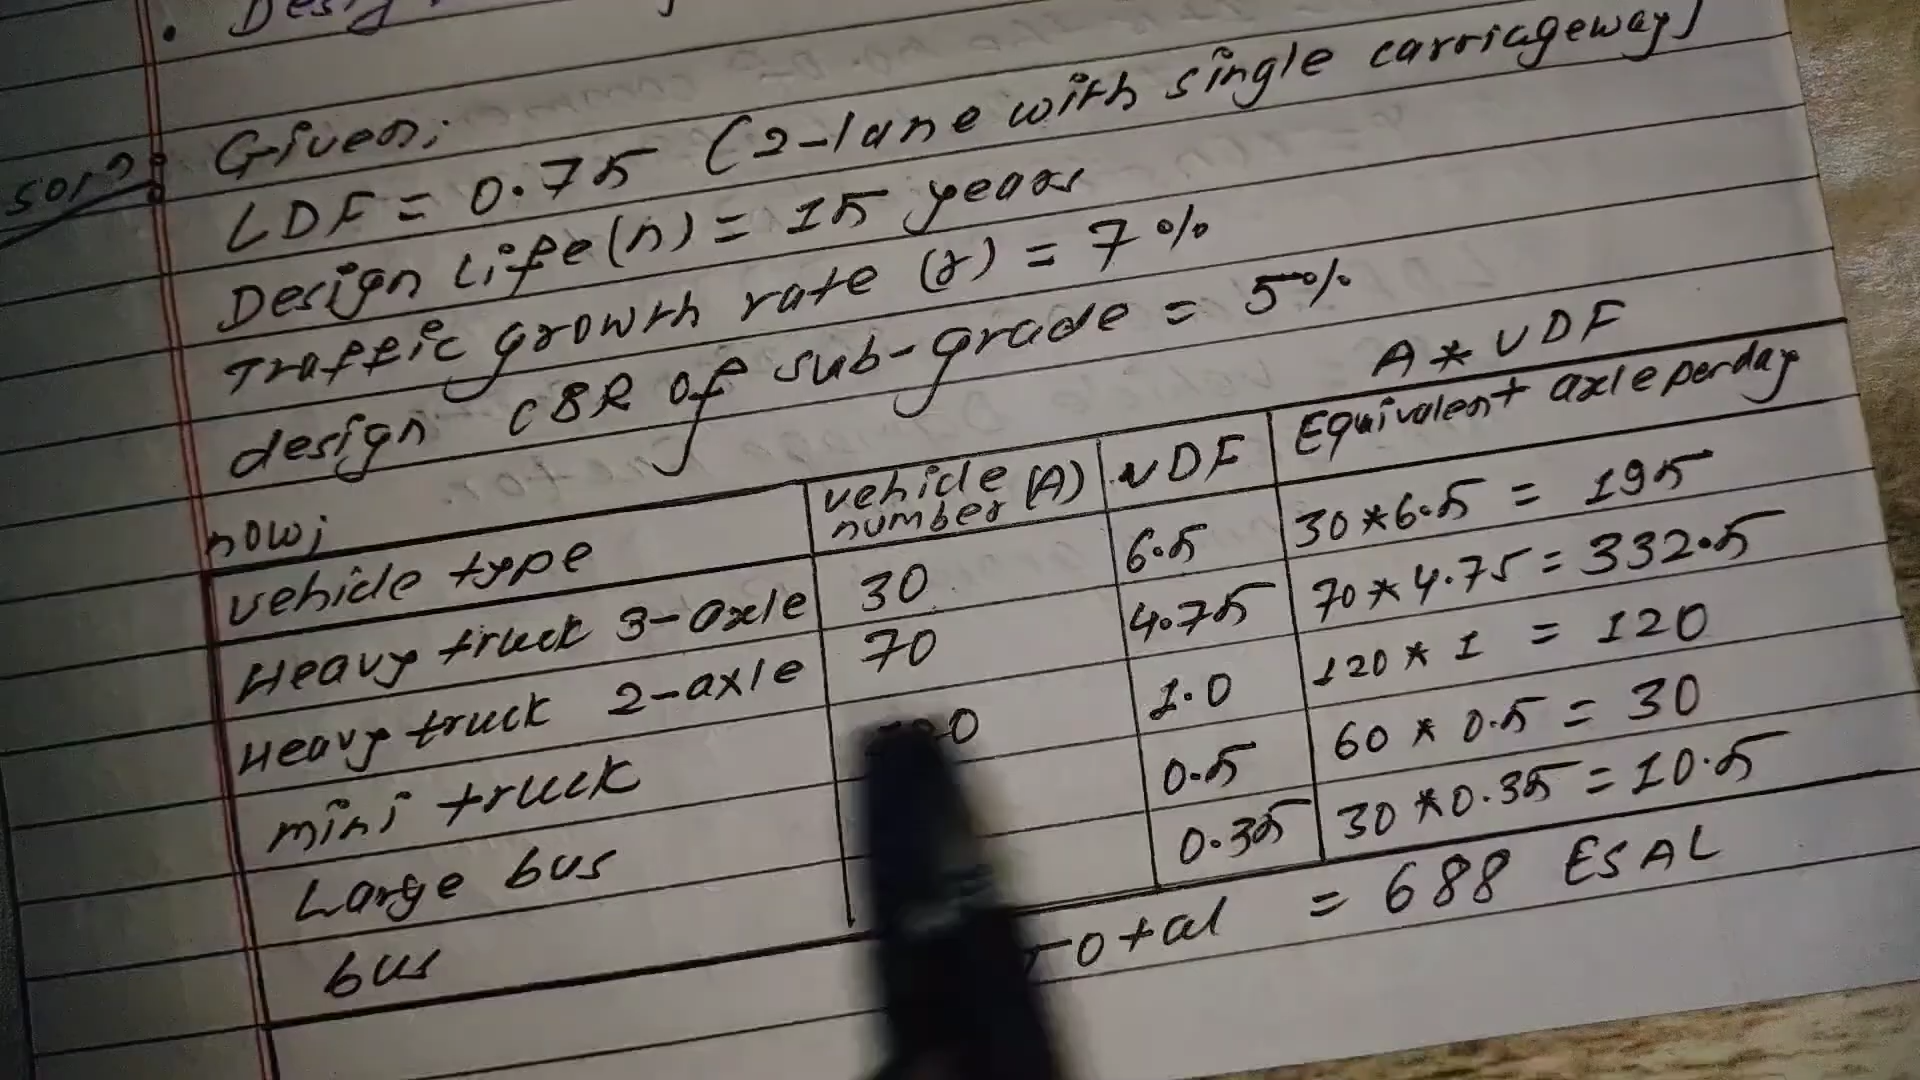 Given;
LDF = 0.75 (2-lane with single carriageway)
Design Life(n) = 15 years
Traffic growth rate (r) = 7%
design CBR of sub-grade = 5%
now;
A * VDF
vehicle type | vehicle number (A) | VDF | Equivalent axle per day
Heavy truck 3-axle | 30 | 6.5 | 30*6.5 = 195
Heavy truck 2-axle | 70 | 4.75 | 70*4.75 = 332.5
mini truck | 1.0 | 120 * 1 = 120
Large bus | 0.5 | 60 * 0.5 = 30
bus | 0.35 | 30*0.35 = 10.5
Total = 688 ESAL